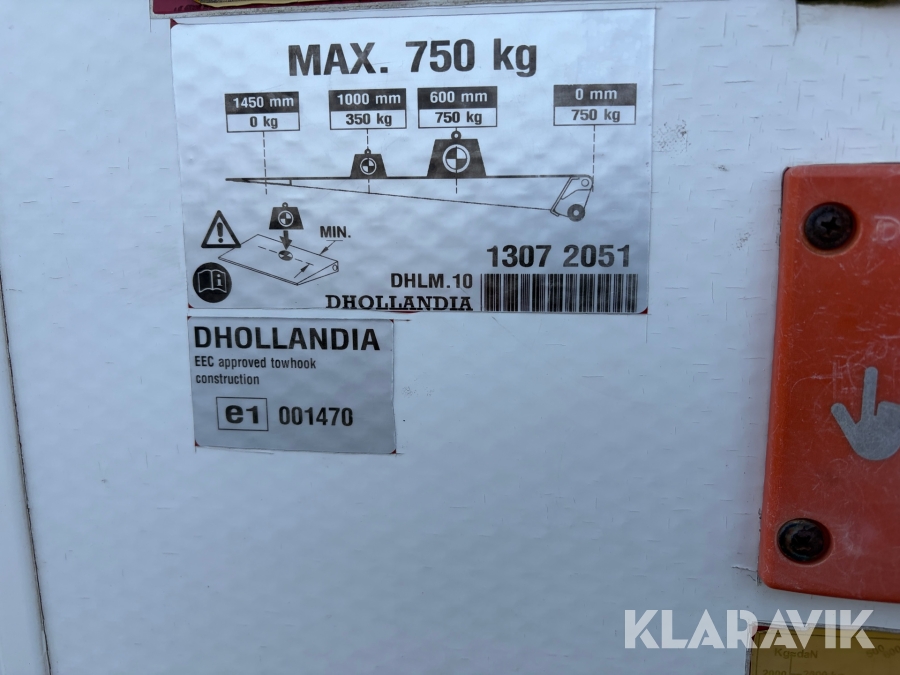 MAX. 750 kg
1450 mm
0 kg
1000 mm
350 kg
600 mm
750 kg
0 mm
750 kg
MIN.
1307 2051
DHLM.10
DHOLLANDIA
DHOLLANDIA
EEC approved towhook
construction
e1 001470
KLARAVIK